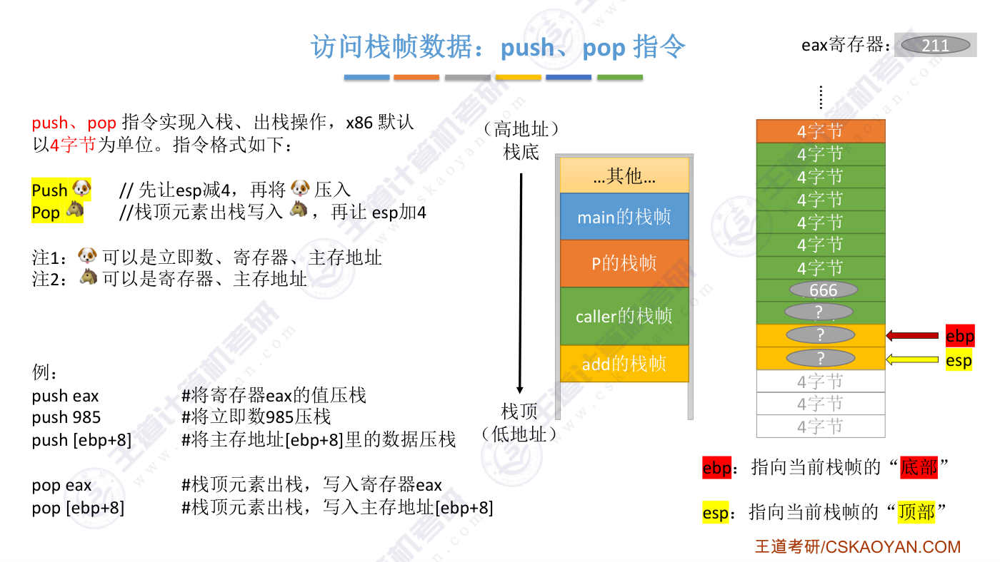 访问栈帧数据：push、pop 指令
eax寄存器：
211
push、pop 指令实现入栈、出栈操作，x86 默认
以4字节为单位。指令格式如下：
Push 🐶 // 先让esp减4，再将 🐶 压入
Pop 🐴 //栈顶元素出栈写入 🐴 ，再让 esp加4
注1：🐶 可以是立即数、寄存器、主存地址
注2：🐴 可以是寄存器、主存地址
例：
push eax #将寄存器eax的值压栈
push 985 #将立即数985压栈
push [ebp+8] #将主存地址[ebp+8]里的数据压栈
pop eax #栈顶元素出栈，写入寄存器eax
pop [ebp+8] #栈顶元素出栈，写入主存地址[ebp+8]
（高地址）
栈底
...其他...
main的栈帧
P的栈帧
caller的栈帧
add的栈帧
栈顶
（低地址）
4字节
4字节
4字节
4字节
4字节
4字节
4字节
666
?
?
ebp
?
esp
4字节
4字节
4字节
ebp：指向当前栈帧的“底部”
esp：指向当前栈帧的“顶部”
王道考研/CSKAOYAN.COM
王道计算机考研
www.cskaoyan.com